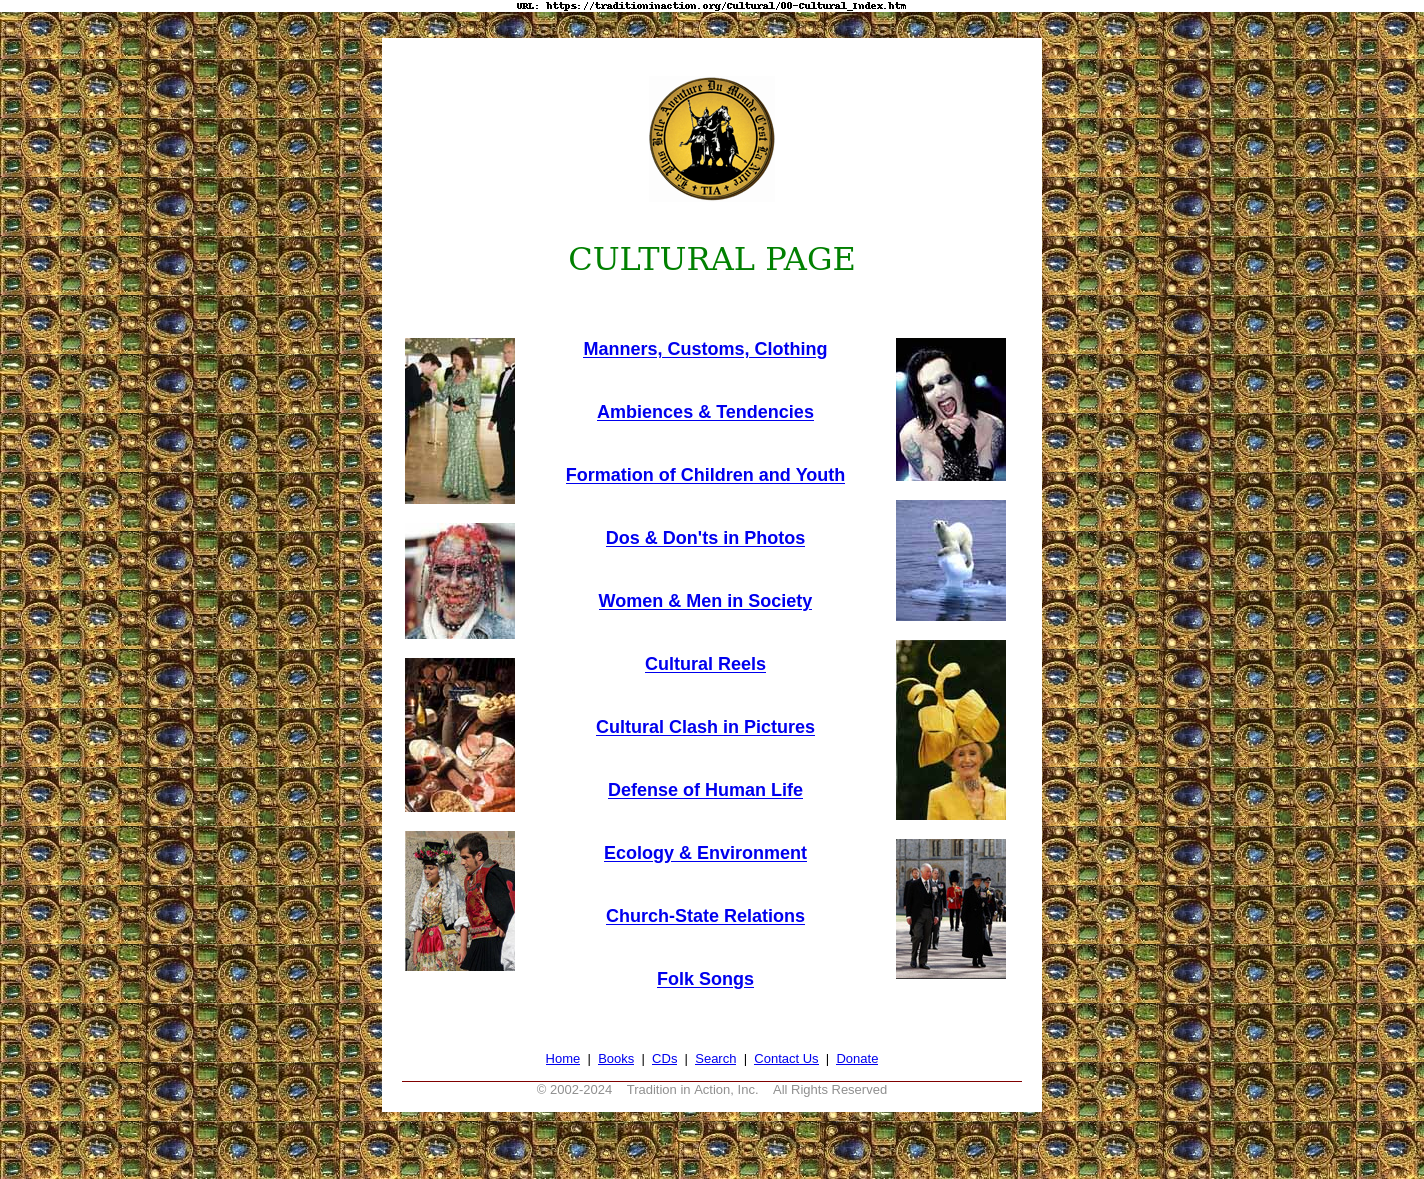 URL: https://traditioninaction.org/Cultural/00-Cultural_Index.htm
La Plus Belle Aventure Du Monde C'est La Notre
TIA
CULTURAL PAGE
Manners, Customs, Clothing
Ambiences & Tendencies
Formation of Children and Youth
Dos & Don'ts in Photos
Women & Men in Society
Cultural Reels
Cultural Clash in Pictures
Defense of Human Life
Ecology & Environment
Church-State Relations
Folk Songs
Home | Books | CDs | Search | Contact Us | Donate
© 2002-2024 Tradition in Action, Inc. All Rights Reserved